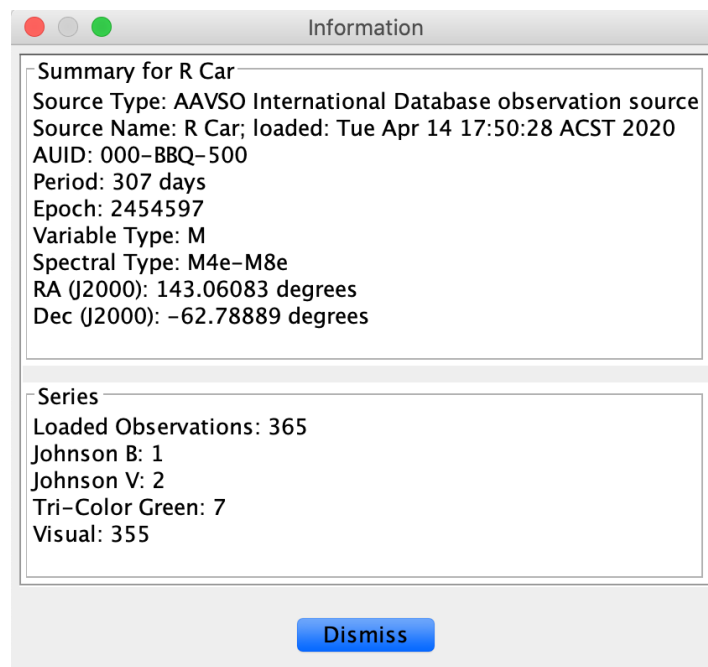 Information
Summary for R Car
Source Type: AAVSO International Database observation source
Source Name: R Car; loaded: Tue Apr 14 17:50:28 ACST 2020
AUID: 000-BBQ-500
Period: 307 days
Epoch: 2454597
Variable Type: M
Spectral Type: M4e-M8e
RA (J2000): 143.06083 degrees
Dec (J2000): -62.78889 degrees
Series
Loaded Observations: 365
Johnson B: 1
Johnson V: 2
Tri-Color Green: 7
Visual: 355
Dismiss